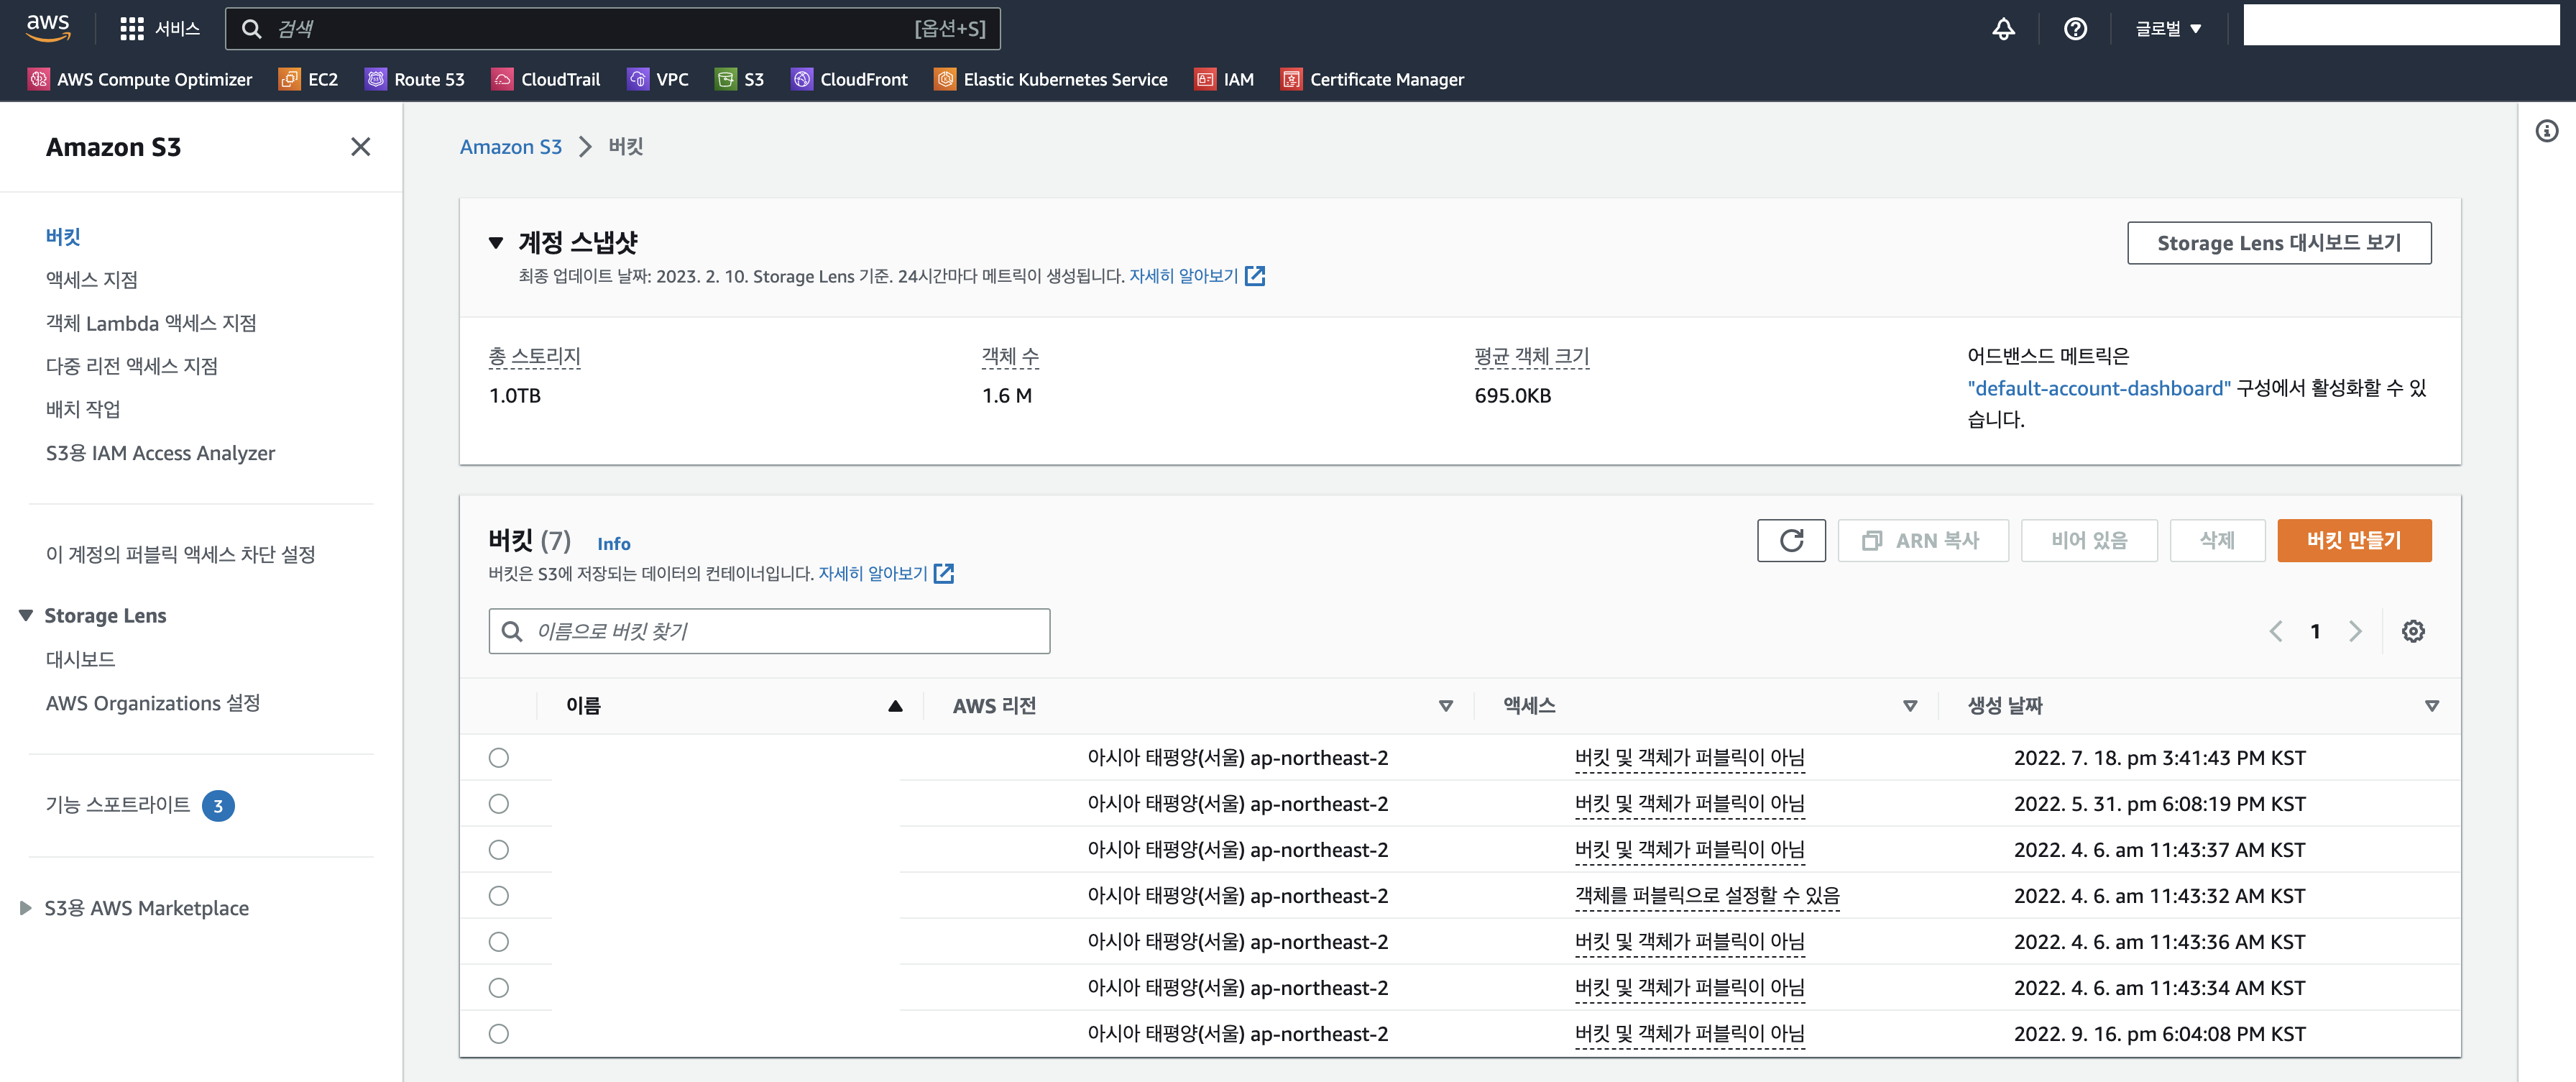 aws
서비스
검색
[옵션+S]
글로벌
AWS Compute Optimizer
EC2
Route 53
CloudTrail
VPC
S3
CloudFront
Elastic Kubernetes Service
IAM
Certificate Manager
Amazon S3
버킷
액세스 지점
객체 Lambda 액세스 지점
다중 리전 액세스 지점
배치 작업
S3용 IAM Access Analyzer
이 계정의 퍼블릭 액세스 차단 설정
Storage Lens
대시보드
AWS Organizations 설정
기능 스포트라이트 3
S3용 AWS Marketplace
Amazon S3 > 버킷
계정 스냅샷
최종 업데이트 날짜: 2023. 2. 10. Storage Lens 기준. 24시간마다 메트릭이 생성됩니다. 자세히 알아보기
Storage Lens 대시보드 보기
총 스토리지
1.0TB
객체 수
1.6 M
평균 객체 크기
695.0KB
어드밴스드 메트릭은
"default-account-dashboard" 구성에서 활성화할 수 있
습니다.
버킷 (7) Info
버킷은 S3에 저장되는 데이터의 컨테이너입니다. 자세히 알아보기
ARN 복사
비어 있음
삭제
버킷 만들기
이름으로 버킷 찾기
1
이름 AWS 리전 액세스 생성 날짜
아시아 태평양(서울) ap-northeast-2 버킷 및 객체가 퍼블릭이 아님 2022. 7. 18. pm 3:41:43 PM KST
아시아 태평양(서울) ap-northeast-2 버킷 및 객체가 퍼블릭이 아님 2022. 5. 31. pm 6:08:19 PM KST
아시아 태평양(서울) ap-northeast-2 버킷 및 객체가 퍼블릭이 아님 2022. 4. 6. am 11:43:37 AM KST
아시아 태평양(서울) ap-northeast-2 객체를 퍼블릭으로 설정할 수 있음 2022. 4. 6. am 11:43:32 AM KST
아시아 태평양(서울) ap-northeast-2 버킷 및 객체가 퍼블릭이 아님 2022. 4. 6. am 11:43:36 AM KST
아시아 태평양(서울) ap-northeast-2 버킷 및 객체가 퍼블릭이 아님 2022. 4. 6. am 11:43:34 AM KST
아시아 태평양(서울) ap-northeast-2 버킷 및 객체가 퍼블릭이 아님 2022. 9. 16. pm 6:04:08 PM KST